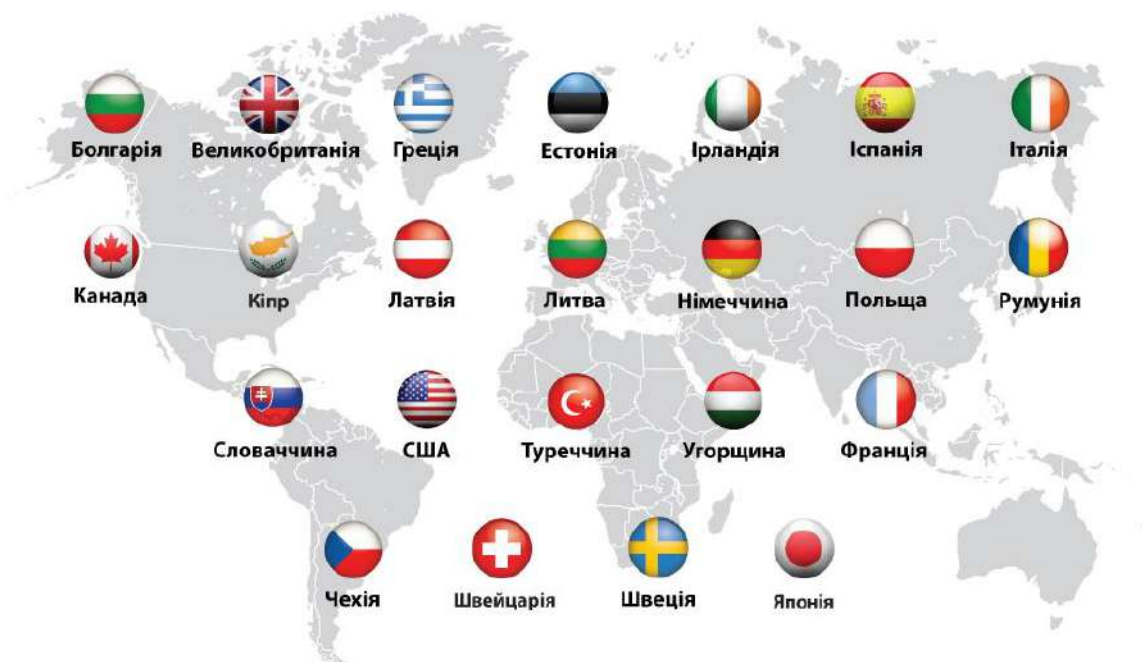 Болгарія Великобританія Греція Естонія Ірландія Іспанія Італія
Канада Кіпр Латвія Литва Німеччина Польща Румунія
Словаччина США Туреччина Угорщина Франція
Чехія Швейцарія Швеція Японія